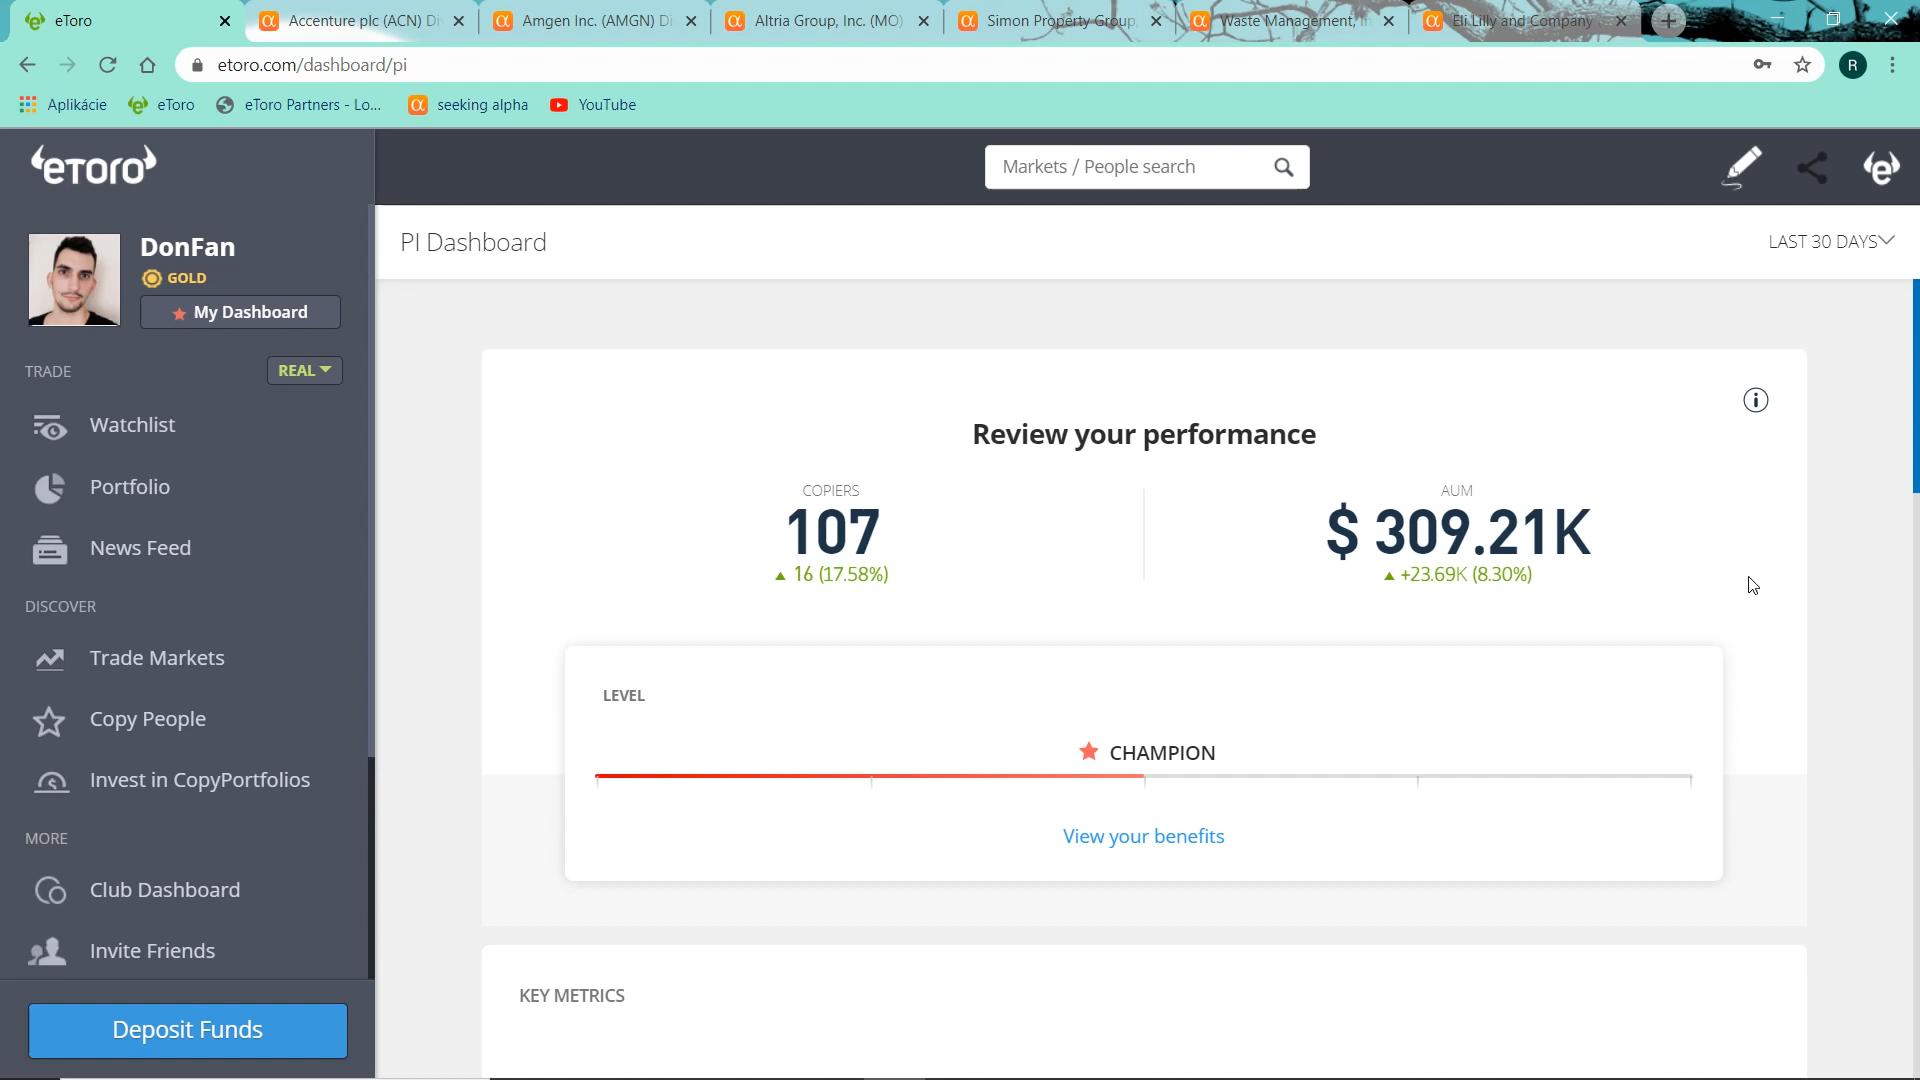 eToro
Accenture plc (ACN) Di
Amgen Inc. (AMGN) Di
Altria Group, Inc. (MO)
Simon Property Group,
Waste Management, I
Eli Lilly and Company
etoro.com/dashboard/pi
R
Aplikácie
eToro
eToro Partners - Lo...
seeking alpha
YouTube
eToro
Markets / People search
DonFan
GOLD
My Dashboard
PI Dashboard
LAST 30 DAYS
TRADE
REAL
Watchlist
Portfolio
News Feed
DISCOVER
Trade Markets
Copy People
Invest in CopyPortfolios
MORE
Club Dashboard
Invite Friends
Deposit Funds
Review your performance
COPIERS
107
16 (17.58%)
AUM
$ 309.21K
+23.69K (8.30%)
LEVEL
CHAMPION
View your benefits
KEY METRICS